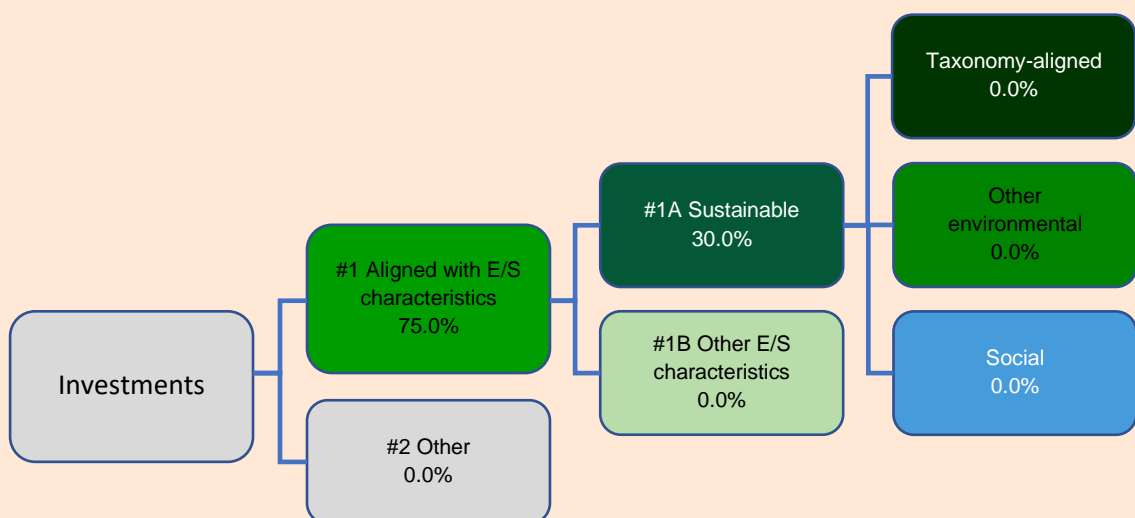 Investments
#1 Aligned with E/S
characteristics
75.0%
#2 Other
0.0%
#1A Sustainable
30.0%
#1B Other E/S
characteristics
0.0%
Taxonomy-aligned
0.0%
Other
environmental
0.0%
Social
0.0%